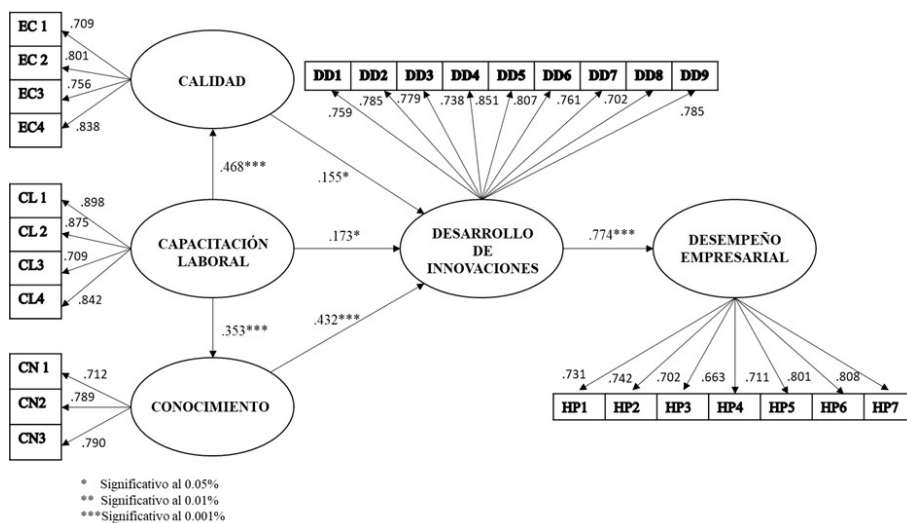 EC 1
EC 2
EC3
EC4
.709
.801
.756
.838
CALIDAD
DD1 DD2 DD3 DD4 DD5 DD6 DD7 DD8 DD9
.759 .785 .779 .738 .851 .807 .761 .702 .785
.468***
.155*
CL 1
CL 2
CL3
CL4
.898
.875
.709
.842
CAPACITACIÓN
LABORAL
.173*
DESARROLLO
DE
INNOVACIONES
.774***
DESEMPEÑO
EMPRESARIAL
.353***
.432***
CN 1
CN2
CN3
.712
.789
.790
CONOCIMIENTO
.731 .742 .702 .663 .711 .801 .808
HP1 HP2 HP3 HP4 HP5 HP6 HP7
* Significativo al 0.05%
** Significativo al 0.01%
***Significativo al 0.001%